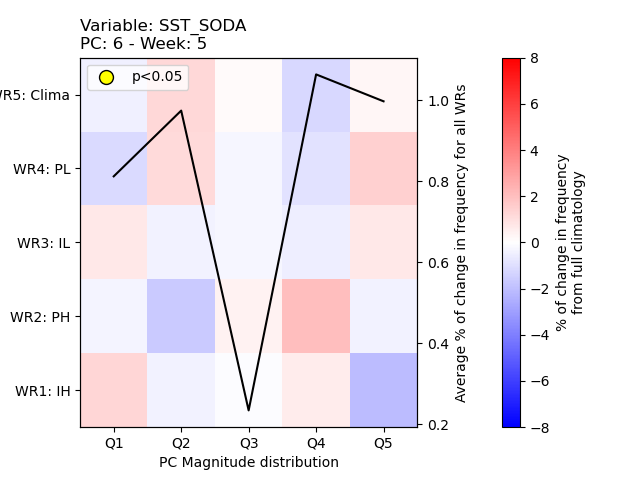 Variable: SST_SODA
PC: 6 - Week: 5
p<0.05
WR5: Clima
WR4: PL
WR3: IL
WR2: PH
WR1: IH
Q1 Q2 Q3 Q4 Q5
PC Magnitude distribution
1.0
0.8
0.6
0.4
0.2
Average % of change in frequency for all WRs
8
6
4
2
0
−2
−4
−6
−8
% of change in frequency
from full climatology